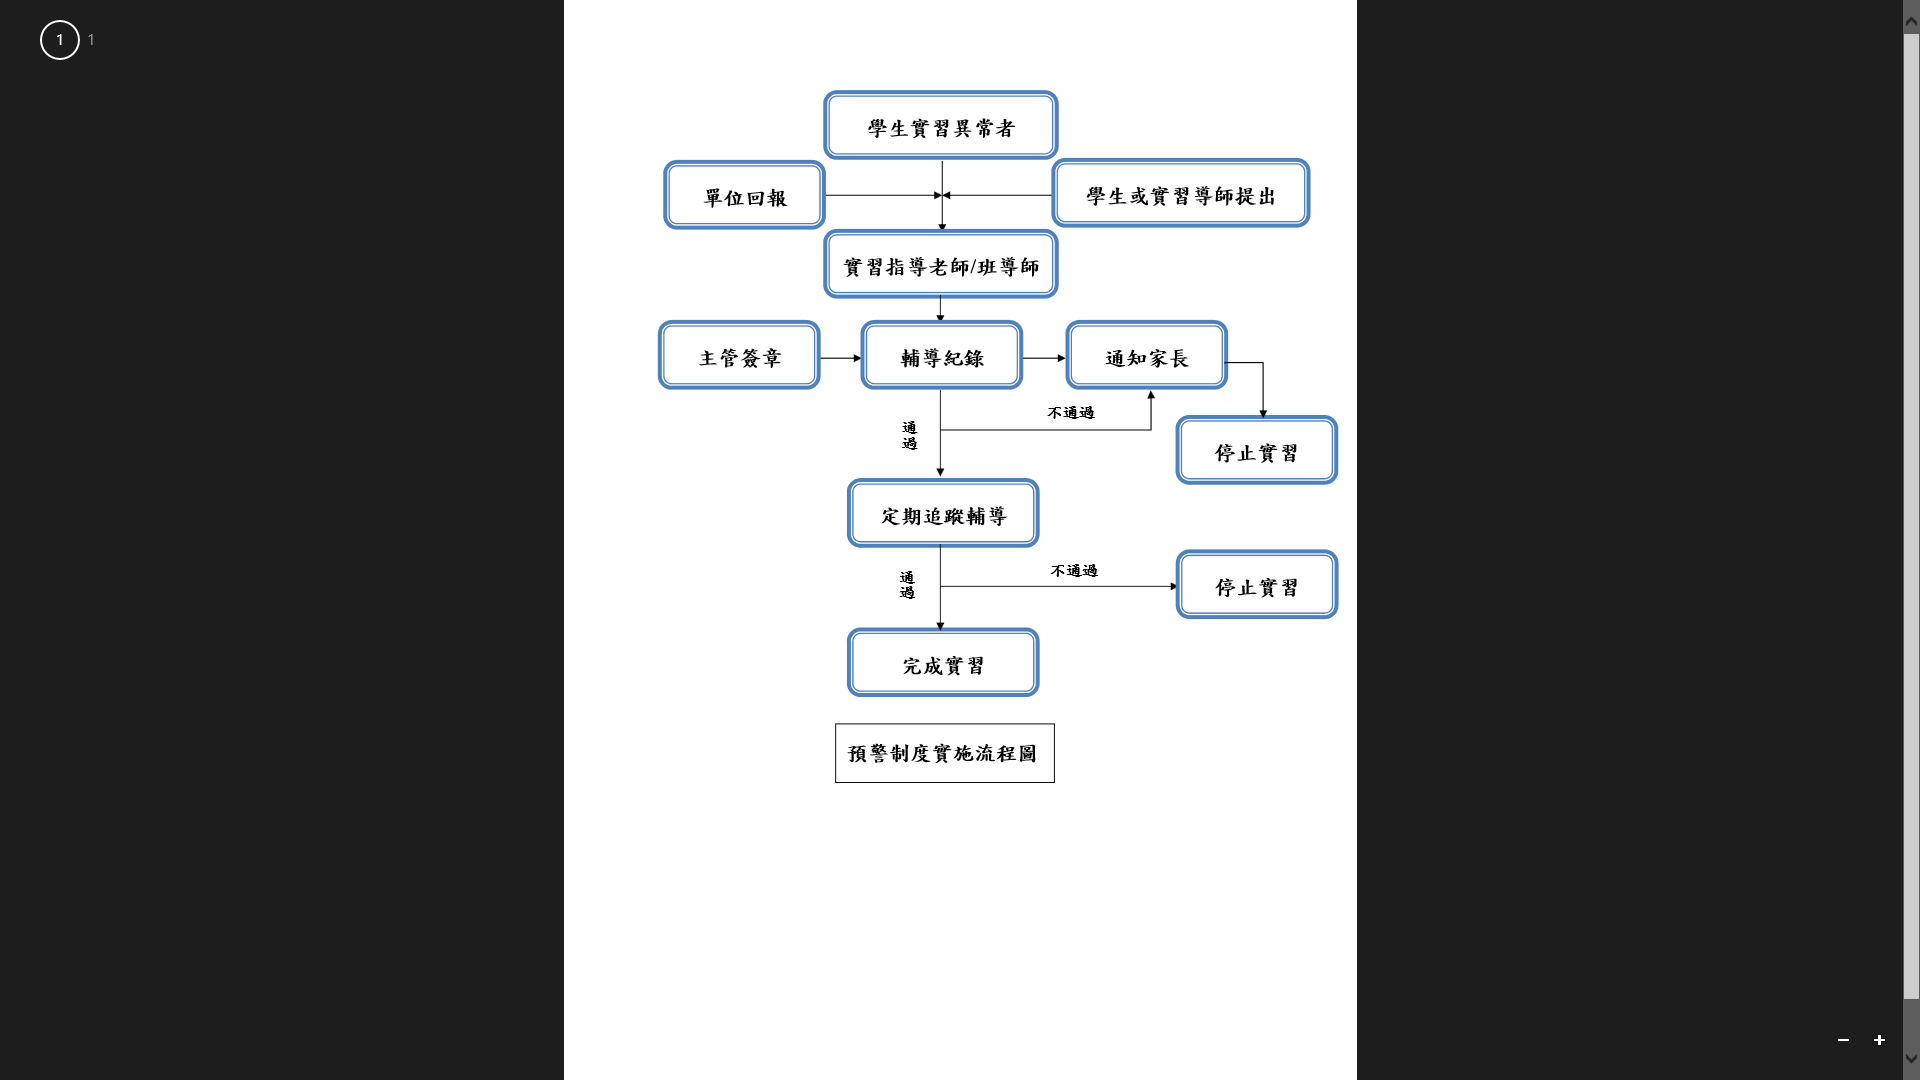 1 1
學生實習異常者
單位回報
學生或實習導師提出
實習指導老師/班導師
主管簽章
輔導紀錄
通知家長
不通過
通
過
停止實習
定期追蹤輔導
不通過
通
過
停止實習
完成實習
預警制度實施流程圖